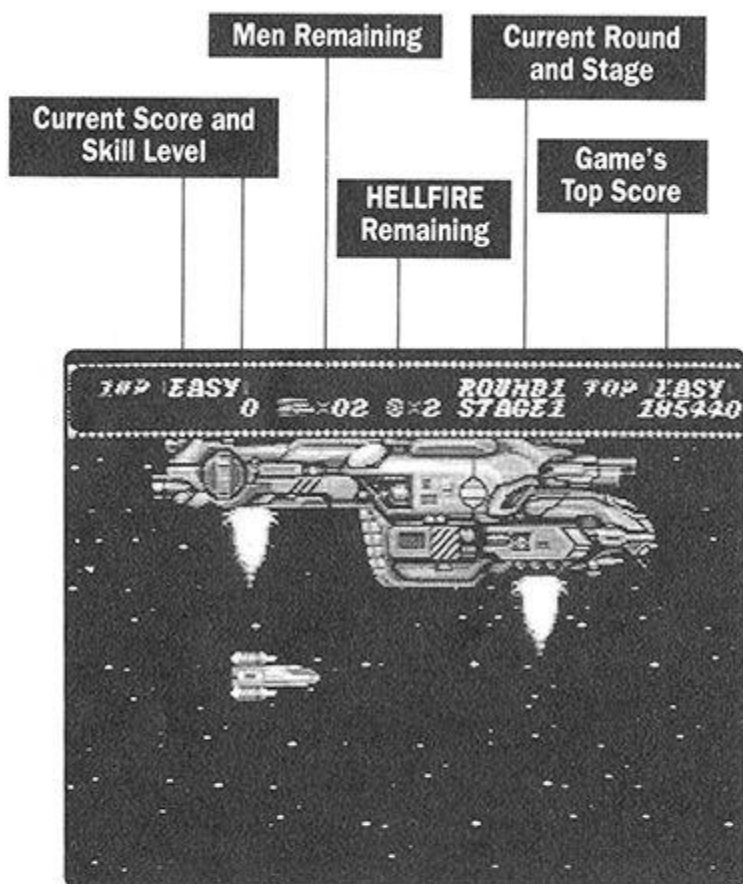 Men Remaining
Current Round
and Stage
Current Score and
Skill Level
Game's
Top Score
HELLFIRE
Remaining
EASY ROUND1 TOP EASY
0 ×02 ×2 STAGE1 185440